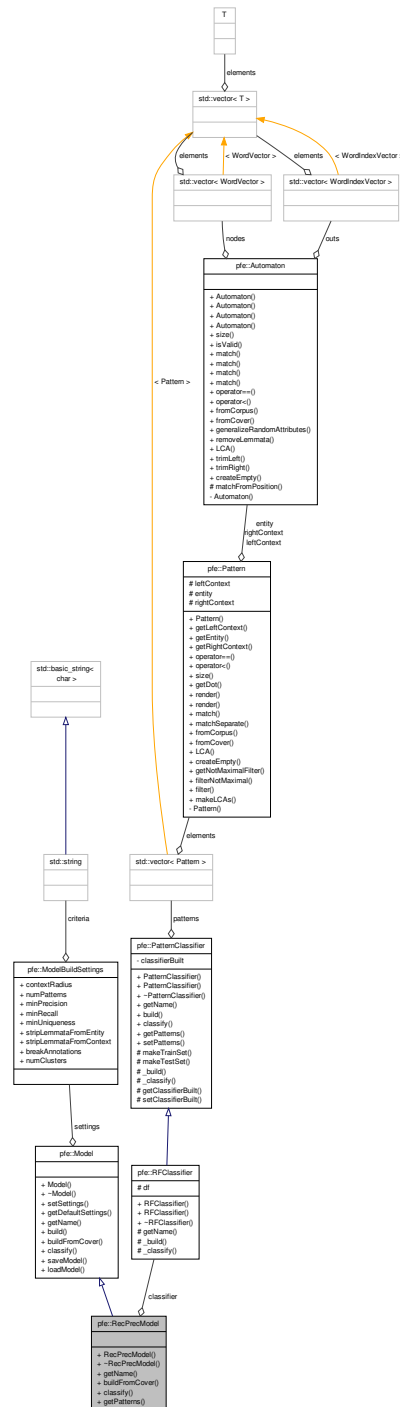 T
elements
std::vector< T >
elements
< WordVector >
elements
< WordIndexVector >
std::vector< WordVector >
std::vector< WordIndexVector >
nodes
outs
pfe::Automaton
+ Automaton()
+ Automaton()
+ Automaton()
+ Automaton()
+ size()
+ isValid()
+ match()
+ match()
+ match()
+ match()
+ operator==()
+ operator<()
+ fromCorpus()
+ fromCover()
+ generalizeRandomAttributes()
+ removeLemmata()
+ LCA()
+ trimLeft()
+ trimRight()
+ createEmpty()
# matchFromPosition()
- Automaton()
< Pattern >
entity
rightContext
leftContext
pfe::Pattern
# leftContext
# entity
# rightContext
+ Pattern()
+ getLeftContext()
+ getEntity()
+ getRightContext()
+ operator==()
+ operator<()
+ size()
+ getDot()
+ render()
+ render()
+ match()
+ matchSeparate()
+ fromCorpus()
+ fromCover()
+ LCA()
+ createEmpty()
+ getNotMaximalFilter()
+ filterNotMaximal()
+ filter()
+ makeLCAs()
- Pattern()
std::basic_string<
char >
elements
std::string
std::vector< Pattern >
criteria
patterns
pfe::ModelBuildSettings
+ contextRadius
+ numPatterns
+ minPrecision
+ minRecall
+ minUniqueness
+ stripLemmataFromEntity
+ stripLemmataFromContext
+ breakAnnotations
+ numClusters
pfe::PatternClassifier
- classifierBuilt
+ PatternClassifier()
+ PatternClassifier()
+ ~PatternClassifier()
+ getName()
+ build()
+ classify()
+ getPatterns()
+ setPatterns()
# makeTrainSet()
# makeTestSet()
# _build()
# _classify()
# getClassifierBuilt()
# setClassifierBuilt()
settings
pfe::Model
+ Model()
+ ~Model()
+ setSettings()
+ getDefaultSettings()
+ getName()
+ build()
+ buildFromCover()
+ classify()
+ saveModel()
+ loadModel()
pfe::RFClassifier
# df
+ RFClassifier()
+ RFClassifier()
+ ~RFClassifier()
# getName()
# _build()
# _classify()
classifier
pfe::RecPrecModel
+ RecPrecModel()
+ ~RecPrecModel()
+ getName()
+ buildFromCover()
+ classify()
+ getPatterns()